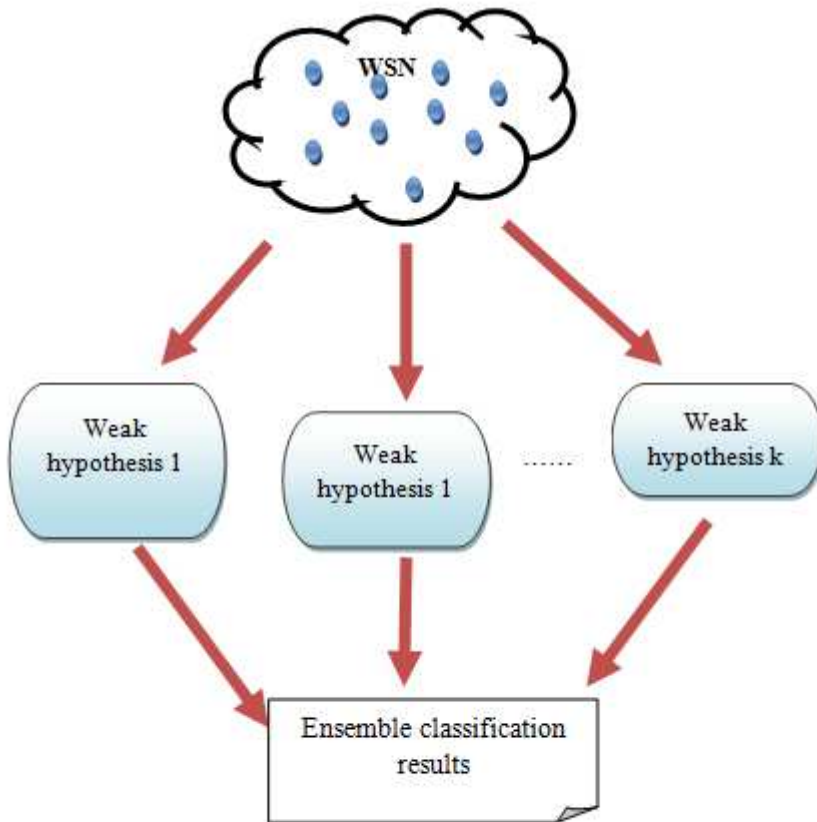 WSN
Weak
hypothesis 1
Weak
hypothesis 1
......
Weak
hypothesis k
Ensemble classification
results